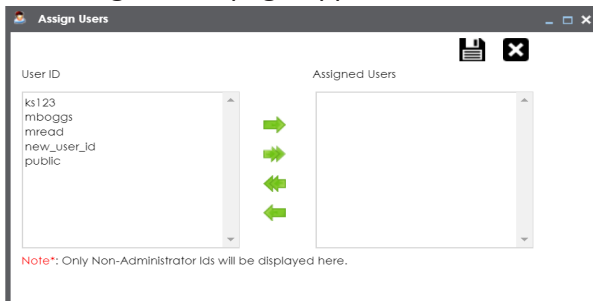 Assign Users
User ID
Assigned Users
ks123
mboggs
mread
new_user_id
public
Note*: Only Non-Administrator Ids will be displayed here.